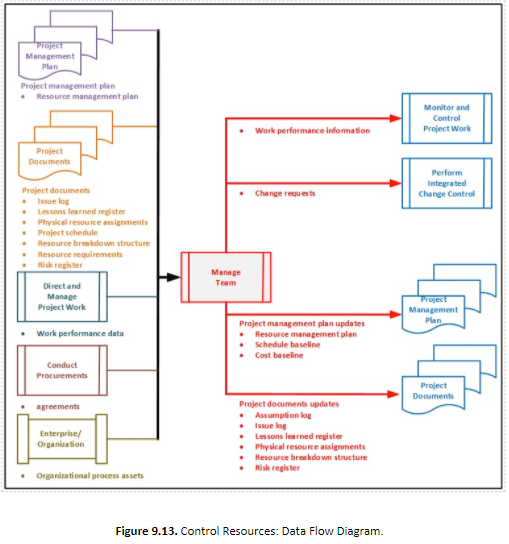 Project
Management
Plan
Project management plan
• Resource management plan
Project
Documents
Project documents
• Issue log
• Lessons learned register
• Physical resource assignments
• Project schedule
• Resource breakdown structure
• Resource requirements
• Risk register
Direct and
Manage
Project Work
• Work performance data
Conduct
Procurements
• agreements
Enterprise/
Organization
• Organizational process assets
Manage
Team
• Work performance information
Monitor and
Control
Project Work
• Change requests
Perform
Integrated
Change Control
Project management plan updates
• Resource management plan
• Schedule baseline
• Cost baseline
Project
Management
Plan
Project documents updates
• Assumption log
• Issue log
• Lessons learned register
• Physical resource assignments
• Resource breakdown structure
• Risk register
Project
Documents
Figure 9.13. Control Resources: Data Flow Diagram.